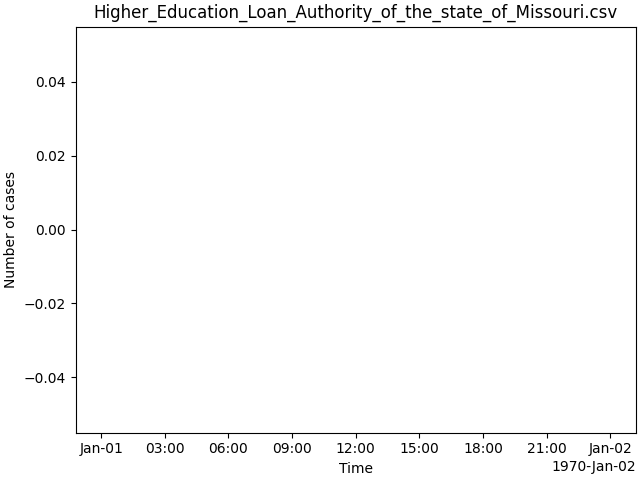 Higher_Education_Loan_Authority_of_the_state_of_Missouri.csv
0.04
0.02
0.00
−0.02
−0.04
Number of cases
Jan-01 03:00 06:00 09:00 12:00 15:00 18:00 21:00 Jan-02
1970-Jan-02
Time